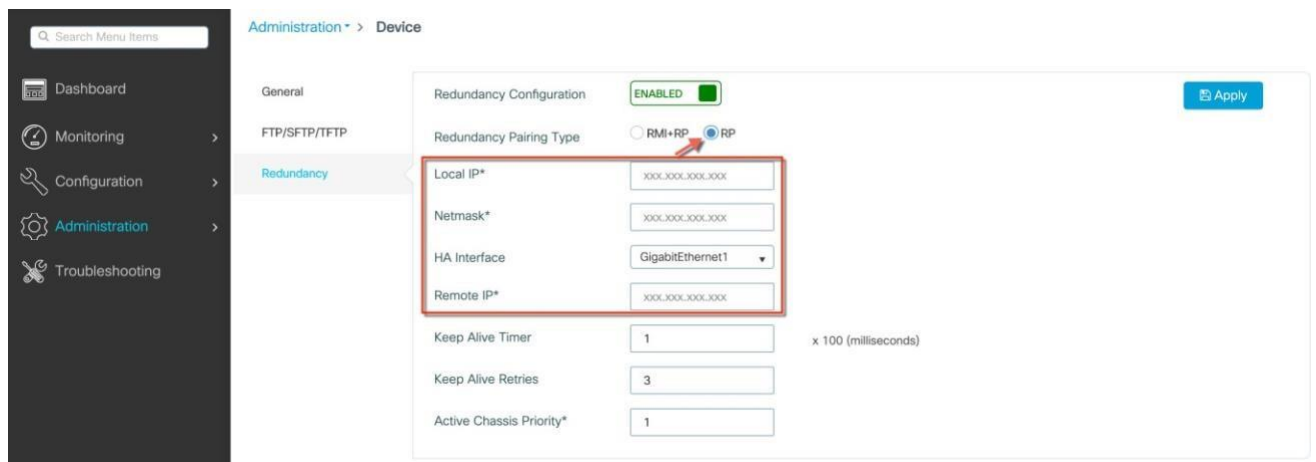 Search Menu Items
Dashboard
Monitoring
Configuration
Administration
Troubleshooting
Administration > Device
General
FTP/SFTP/TFTP
Redundancy
Redundancy Configuration ENABLED
Apply
Redundancy Pairing Type RMI+RP RP
Local IP* xxx.xxx.xxx.xxx
Netmask* xxx.xxx.xxx.xxx
HA Interface GigabitEthernet1
Remote IP* xxx.xxx.xxx.xxx
Keep Alive Timer 1 x 100 (milliseconds)
Keep Alive Retries 3
Active Chassis Priority* 1